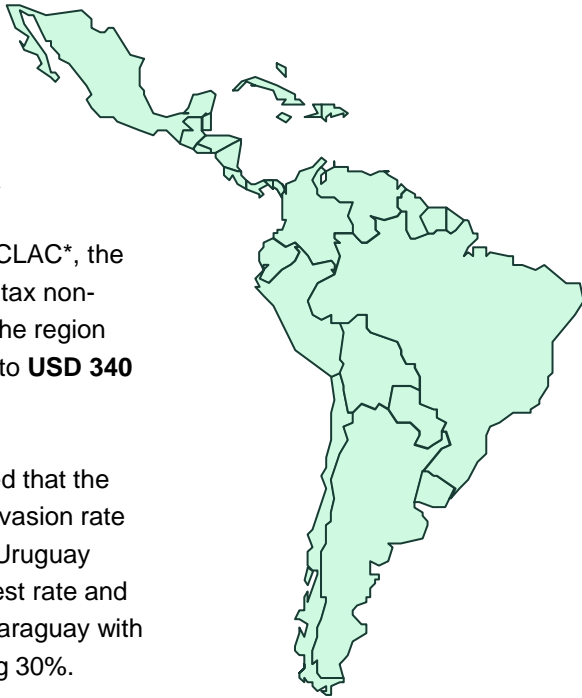 CLAC*, the
tax non-
he region
to USD 340
d that the
vasion rate
Uruguay
est rate and
araguay with
g 30%.